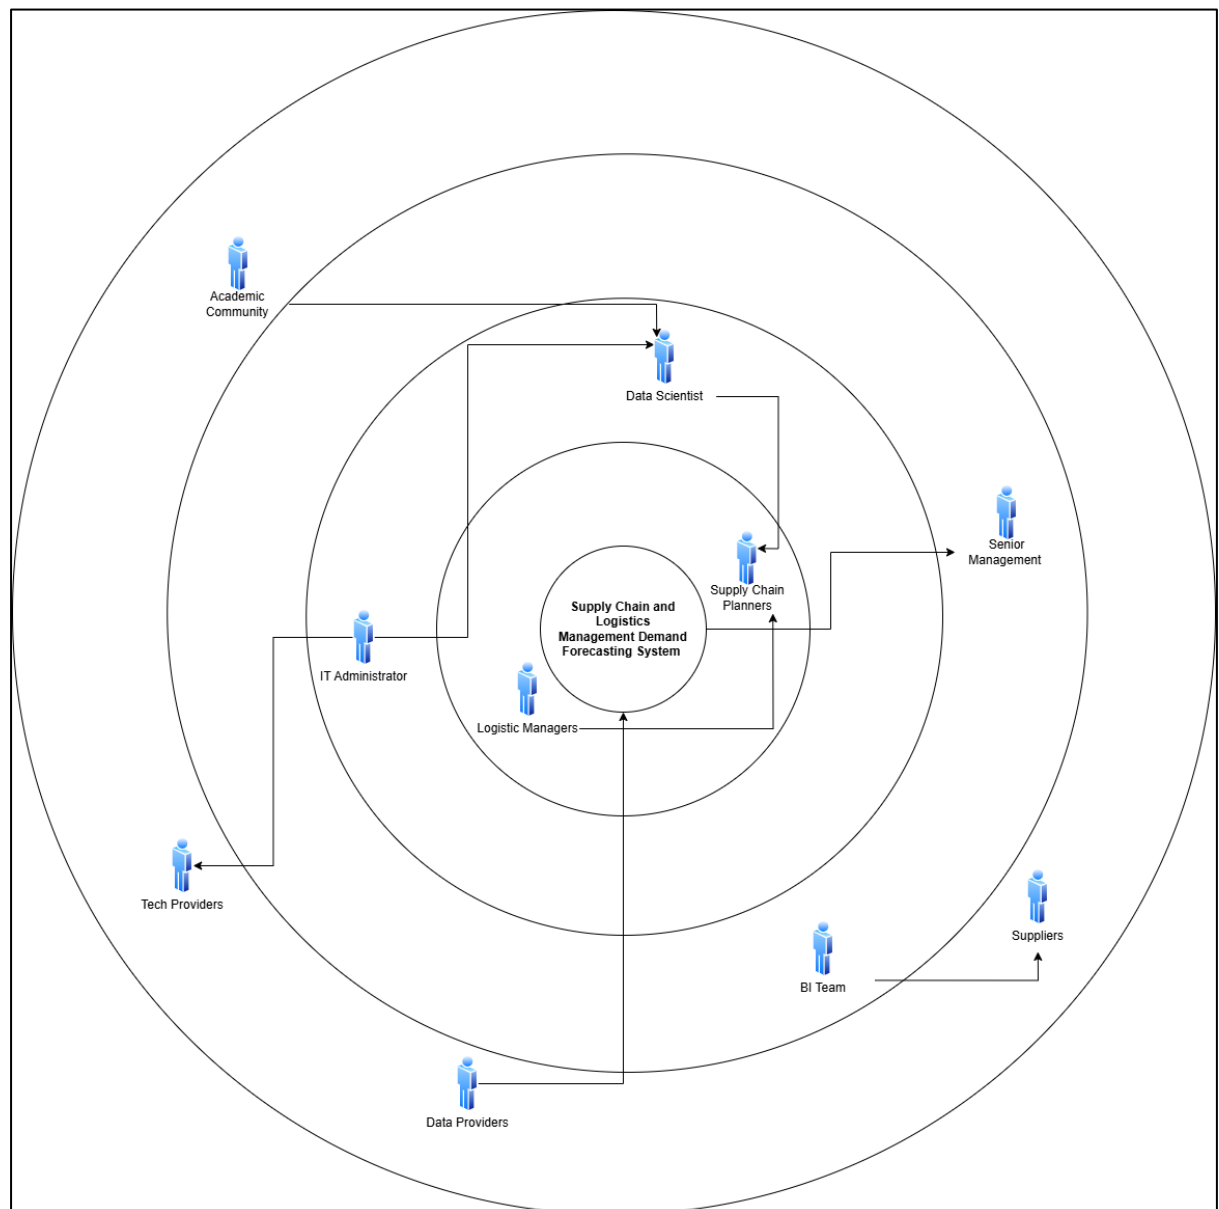 Academic
Community
Data Scientist
Senior
Management
Supply Chain
Planners
Supply Chain and
Logistics
Management Demand
Forecasting System
IT Administrator
Logistic Managers
Tech Providers
Suppliers
BI Team
Data Providers